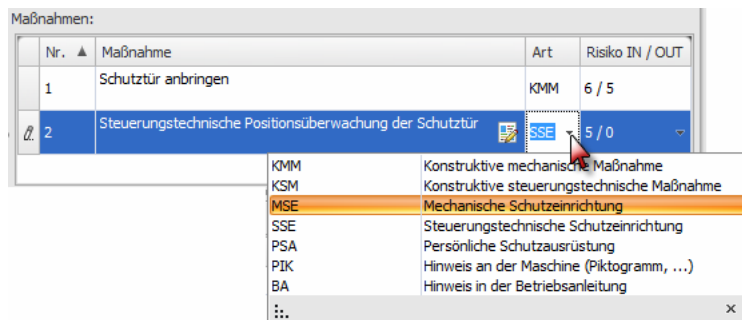 Maßnahmen:
Nr. Maßnahme Art Risiko IN / OUT
1 Schutztür anbringen KMM 6 / 5
2 Steuerungstechnische Positionsüberwachung der Schutztür SSE 5 / 0
KMM Konstruktive mechanische Maßnahme
KSM Konstruktive steuerungstechnische Maßnahme
MSE Mechanische Schutzeinrichtung
SSE Steuerungstechnische Schutzeinrichtung
PSA Persönliche Schutzausrüstung
PIK Hinweis an der Maschine (Piktogramm, ...)
BA Hinweis in der Betriebsanleitung